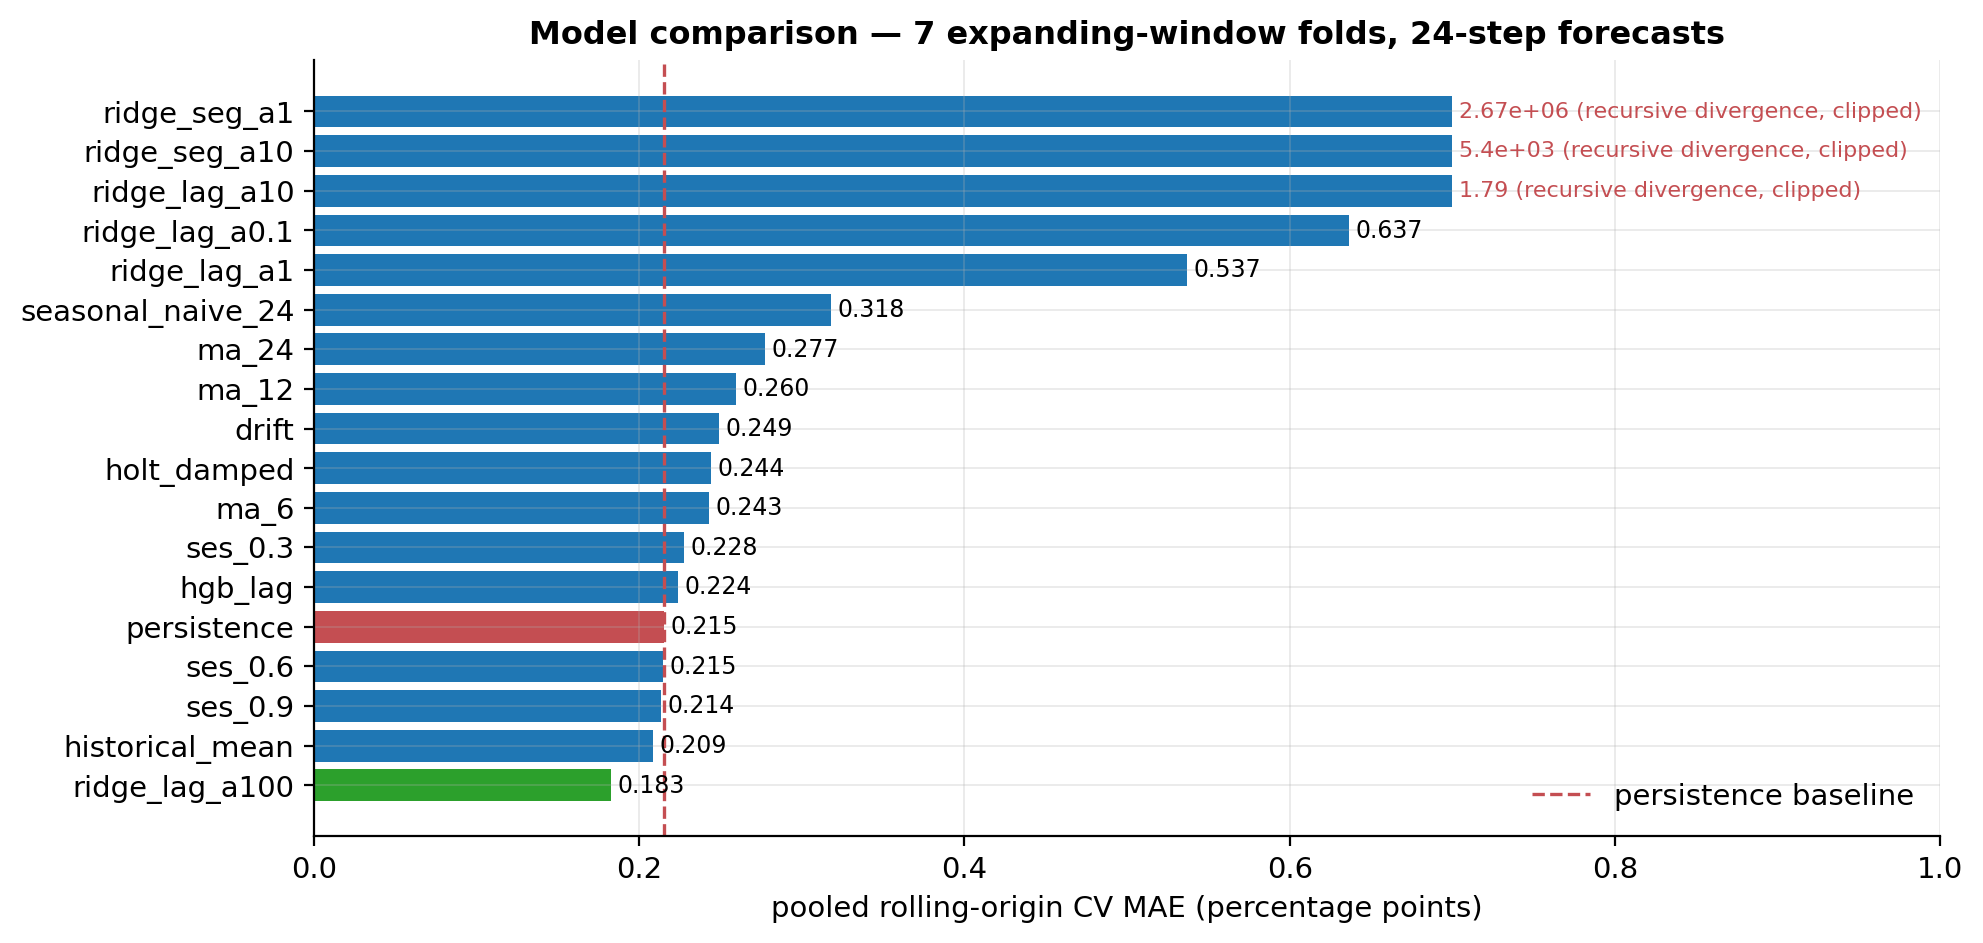 Model comparison — 7 expanding-window folds, 24-step forecasts
ridge_seg_a1 2.67e+06 (recursive divergence, clipped)
ridge_seg_a10 5.4e+03 (recursive divergence, clipped)
ridge_lag_a10 1.79 (recursive divergence, clipped)
ridge_lag_a0.1 0.637
ridge_lag_a1 0.537
seasonal_naive_24 0.318
ma_24 0.277
ma_12 0.260
drift 0.249
holt_damped 0.244
ma_6 0.243
ses_0.3 0.228
hgb_lag 0.224
persistence 0.215
ses_0.6 0.215
ses_0.9 0.214
historical_mean 0.209
ridge_lag_a100 0.183
persistence baseline
0.0 0.2 0.4 0.6 0.8 1.0
pooled rolling-origin CV MAE (percentage points)